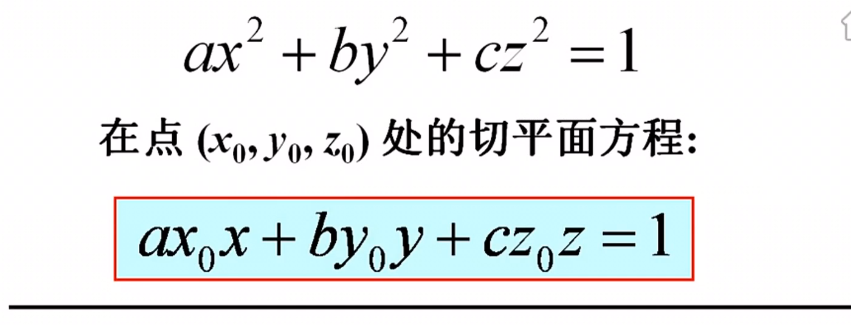 ax² + by² + cz² = 1
在点 (x₀, y₀, z₀) 处的切平面方程:
ax₀x + by₀y + cz₀z = 1